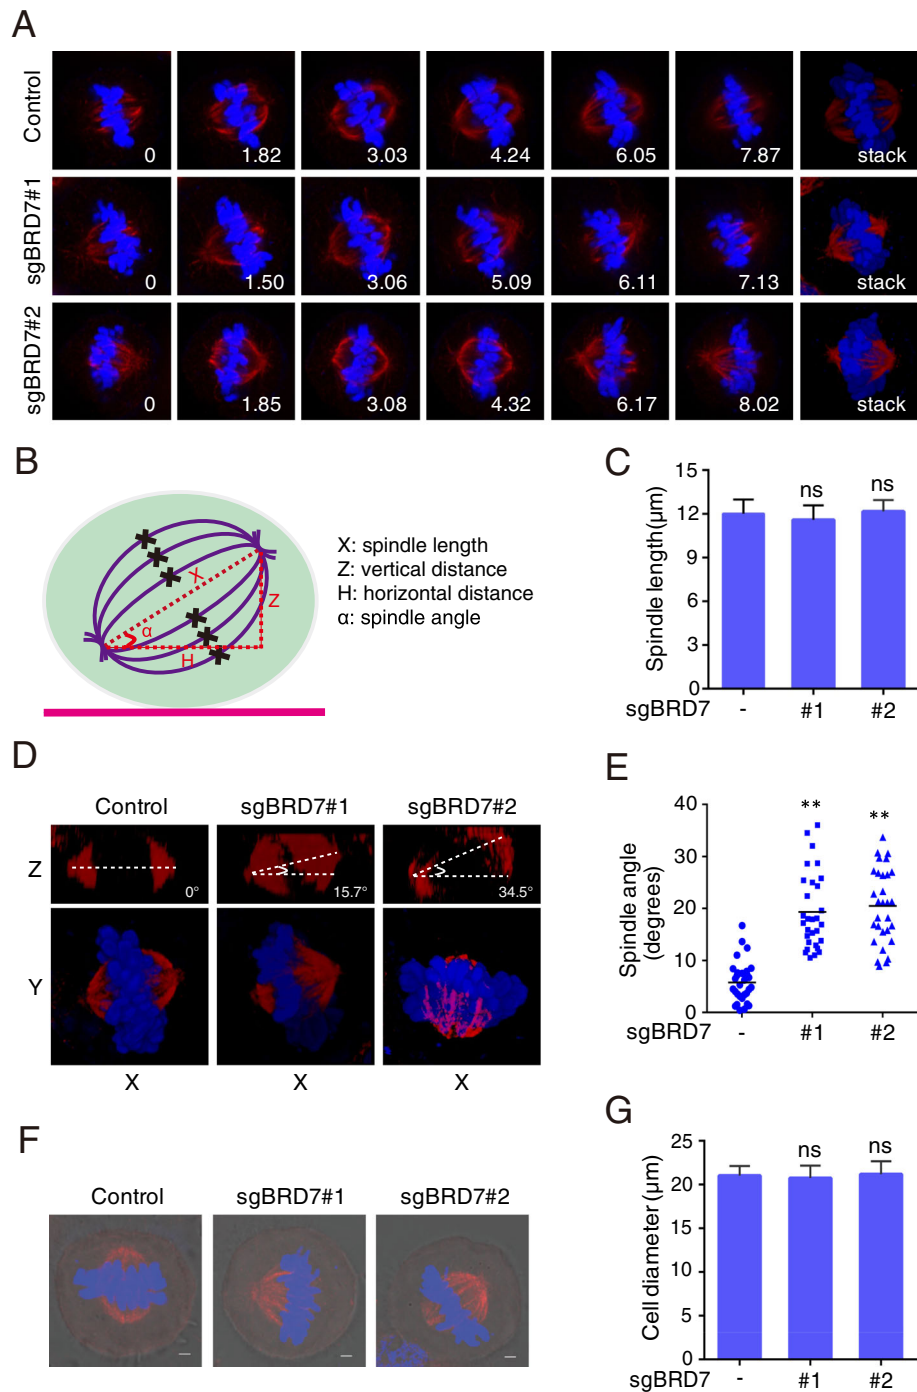 A
Control
0
1.82
3.03
4.24
6.05
7.87
stack
sgBRD7#1
0
1.50
3.06
5.09
6.11
7.13
stack
sgBRD7#2
0
1.85
3.08
4.32
6.17
8.02
stack
B
X
Z
α
H
X: spindle length
Z: vertical distance
H: horizontal distance
α: spindle angle
C
Spindle length(μm)
15
12
9
6
3
0
ns
ns
sgBRD7 - #1 #2
D
Control sgBRD7#1 sgBRD7#2
Z
0° 15.7° 34.5°
Y
X X X
E
Spindle angle
(degrees)
40
30
20
10
0
**
**
sgBRD7 - #1 #2
F
Control sgBRD7#1 sgBRD7#2
G
Cell diameter (μm)
25
20
15
10
5
0
ns
ns
sgBRD7 - #1 #2